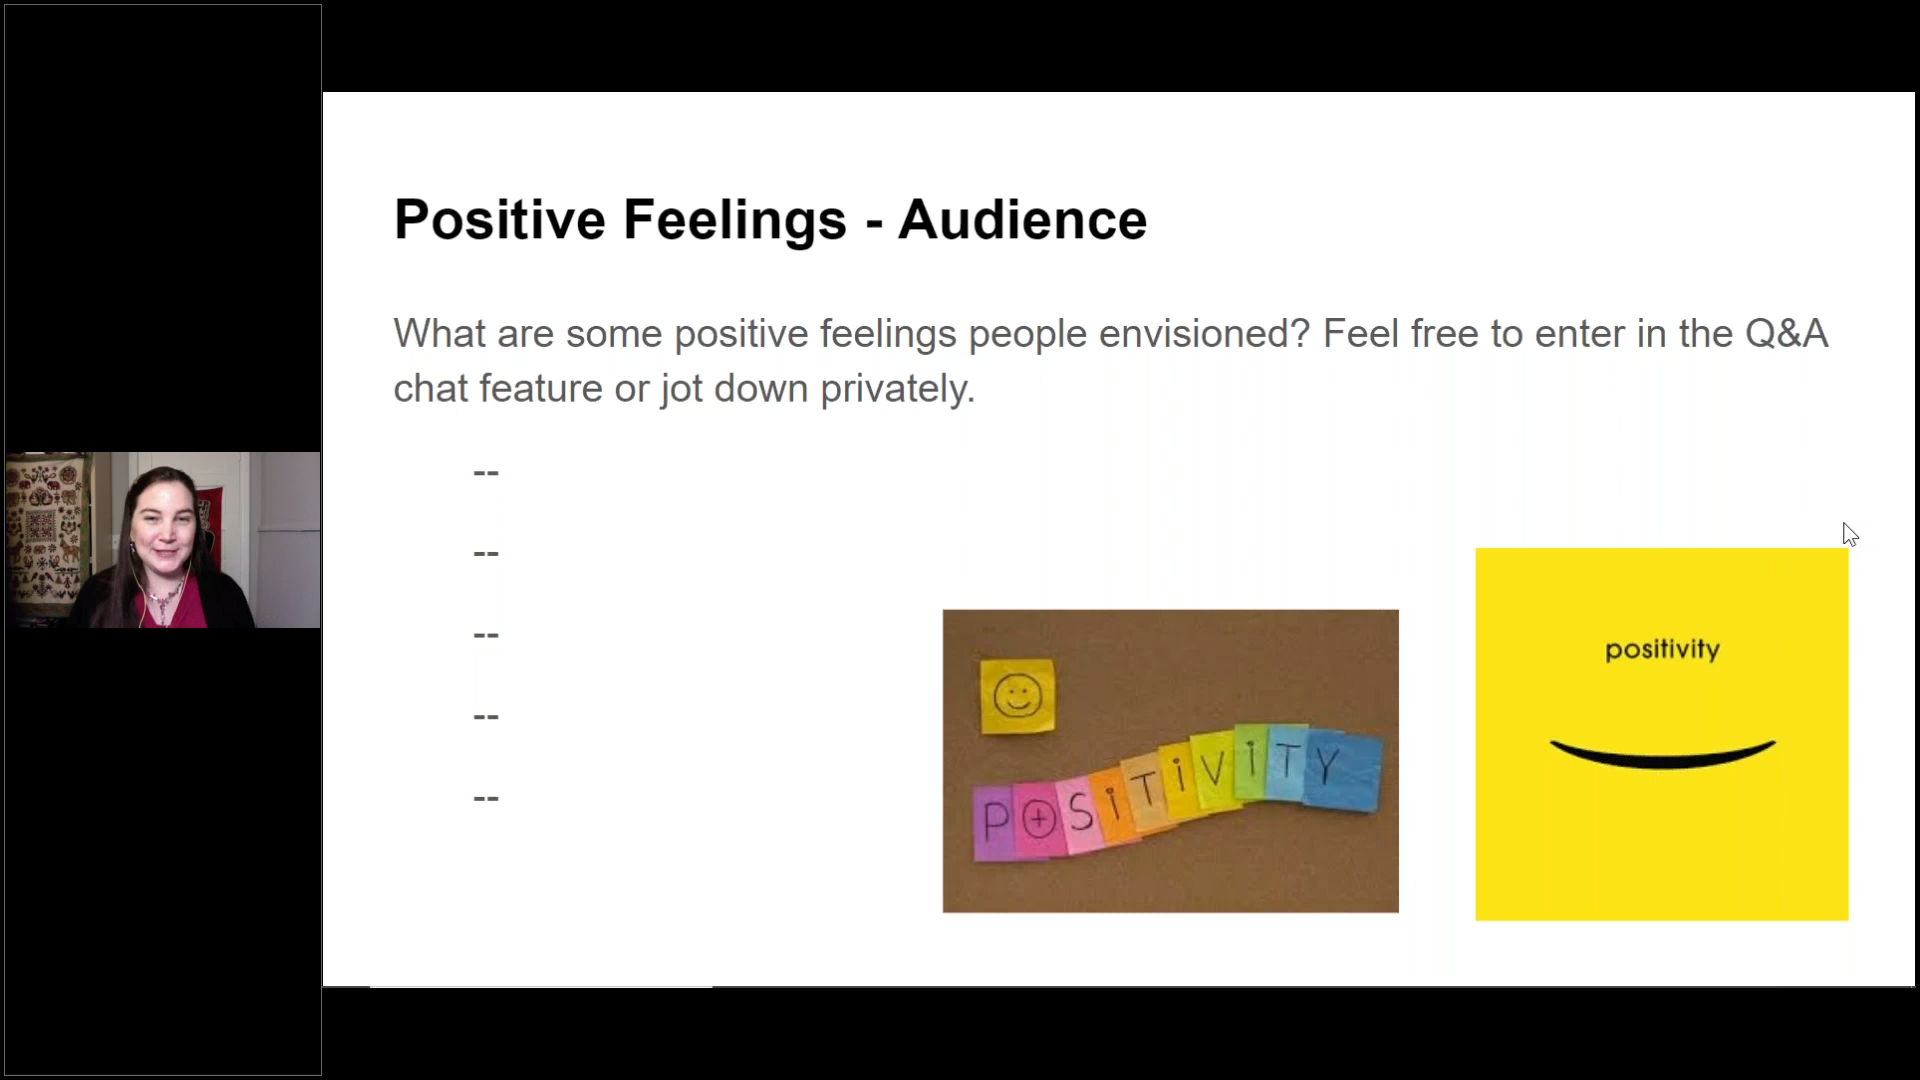 Positive Feelings - Audience
What are some positive feelings people envisioned? Feel free to enter in the Q&A
chat feature or jot down privately.
--
--
--
--
--
POSiTiViTY
positivity